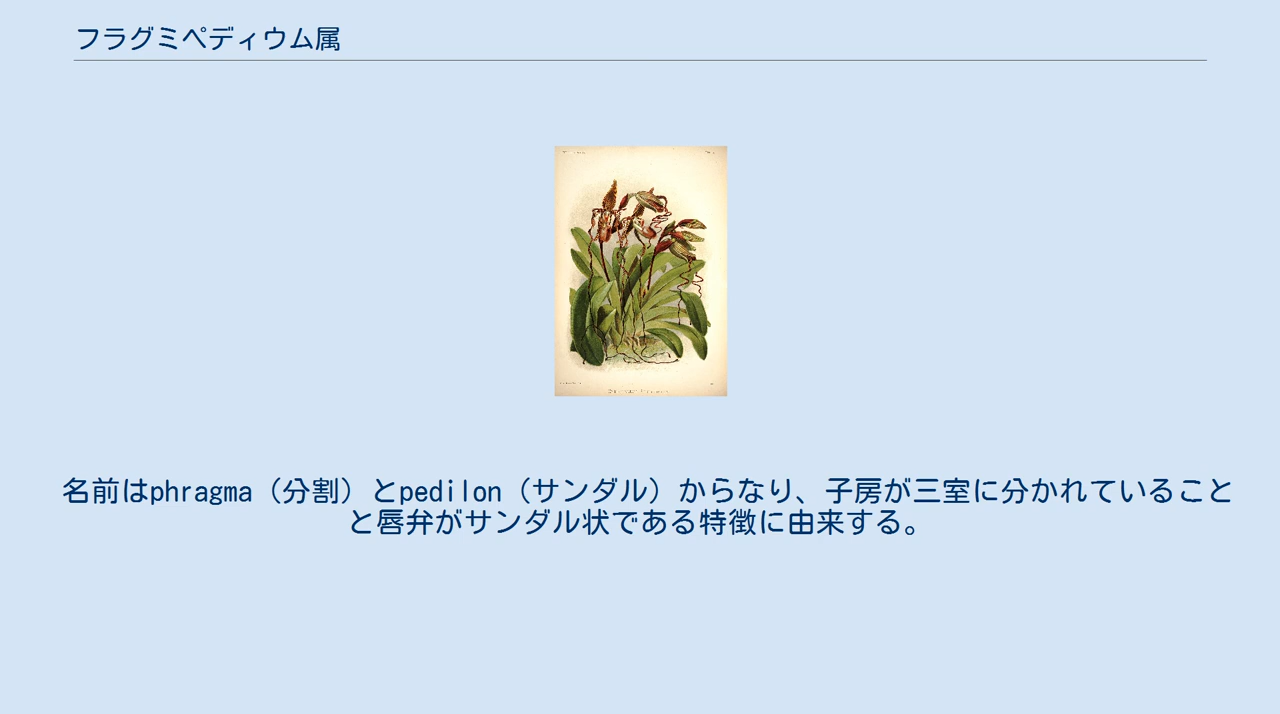 フラグミペディウム属
名前はphragma（分割）とpedilon（サンダル）からなり、子房が三室に分かれていること
と唇弁がサンダル状である特徴に由来する。